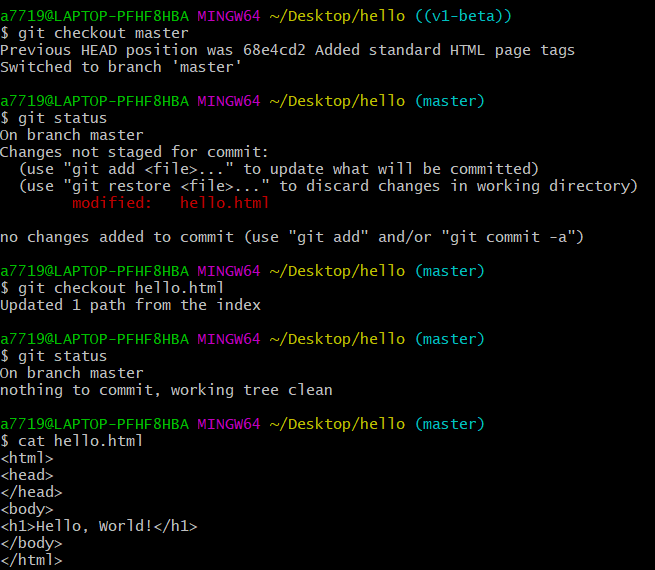 a7719@LAPTOP-PFHF8HBA MINGW64 ~/Desktop/hello ((v1-beta))
$ git checkout master
Previous HEAD position was 68e4cd2 Added standard HTML page tags
Switched to branch 'master'

a7719@LAPTOP-PFHF8HBA MINGW64 ~/Desktop/hello (master)
$ git status
On branch master
Changes not staged for commit:
  (use "git add <file>..." to update what will be committed)
  (use "git restore <file>..." to discard changes in working directory)
        modified:   hello.html

no changes added to commit (use "git add" and/or "git commit -a")

a7719@LAPTOP-PFHF8HBA MINGW64 ~/Desktop/hello (master)
$ git checkout hello.html
Updated 1 path from the index

a7719@LAPTOP-PFHF8HBA MINGW64 ~/Desktop/hello (master)
$ git status
On branch master
nothing to commit, working tree clean

a7719@LAPTOP-PFHF8HBA MINGW64 ~/Desktop/hello (master)
$ cat hello.html
<html>
<head>
</head>
<body>
<h1>Hello, World!</h1>
</body>
</html>